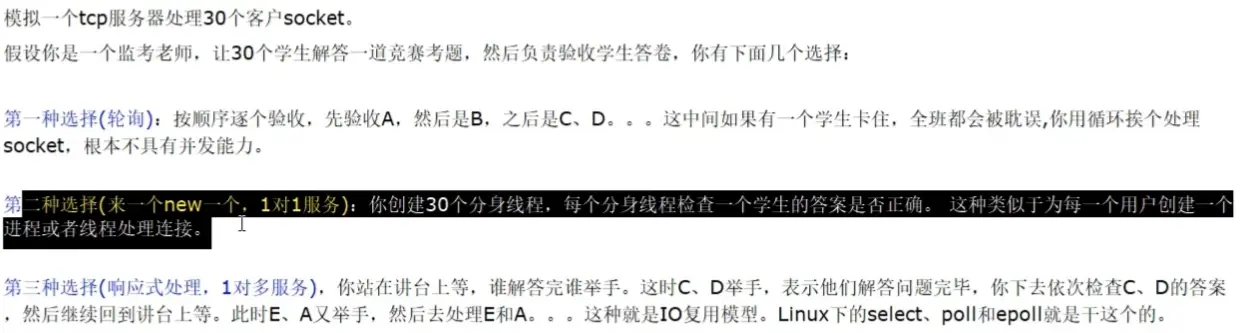 模拟一个tcp服务器处理30个客户socket。
假设你是一个监考老师，让30个学生解答一道竞赛考题，然后负责验收学生答卷，你有下面几个选择：
第一种选择(轮询)：按顺序逐个验收，先验收A，然后是B，之后是C、D。。。这中间如果有一个学生卡住，全班都会被耽误,你用循环挨个处理
socket，根本不具有并发能力。
第二种选择(来一个new一个，1对1服务)：你创建30个分身线程，每个分身线程检查一个学生的答案是否正确。 这种类似于为每一个用户创建一个
进程或者线程处理连接。
第三种选择(响应式处理，1对多服务)，你站在讲台上等，谁解答完谁举手。这时C、D举手，表示他们解答问题完毕，你下去依次检查C、D的答案
，然后继续回到讲台上等。此时E、A又举手，然后去处理E和A。。。这种就是IO复用模型。Linux下的select、poll和epoll就是干这个的。